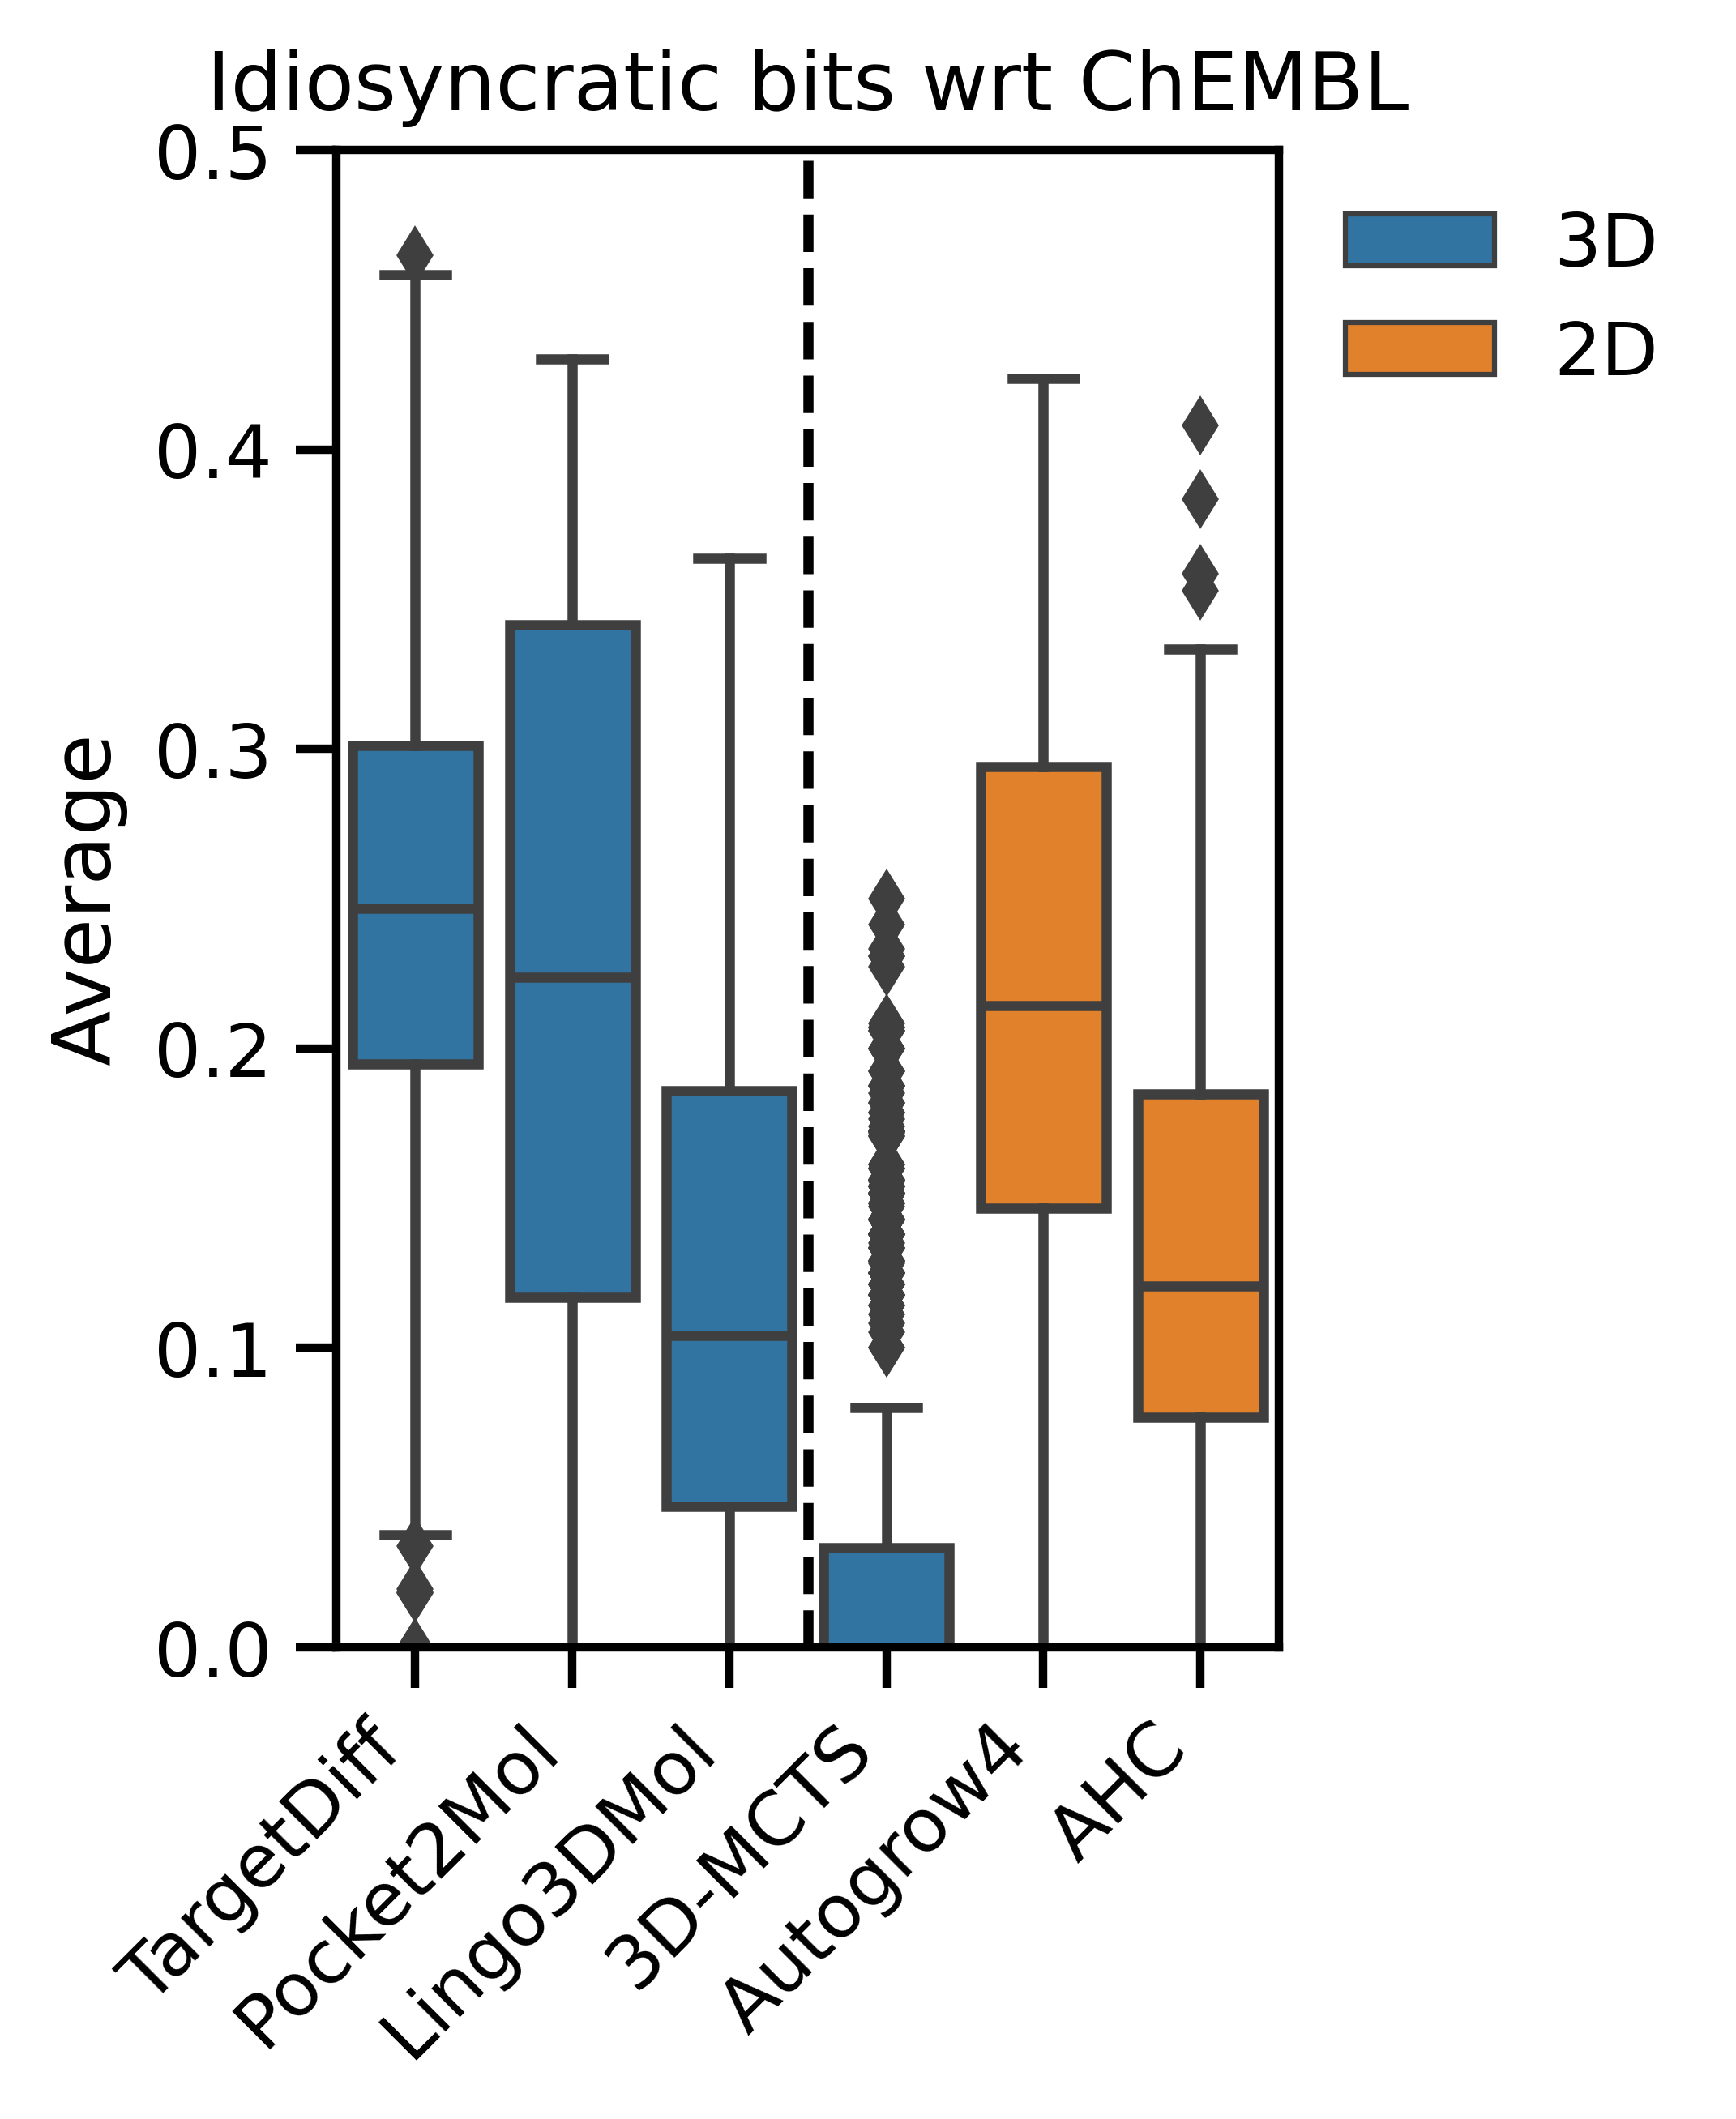 Idiosyncratic bits wrt ChEMBL
0.5
0.4
0.3
0.2
0.1
0.0
Average
3D
2D
TargetDiff
Pocket2Mol
Lingo3DMol
3D-MCTS
Autogrow4
AHC